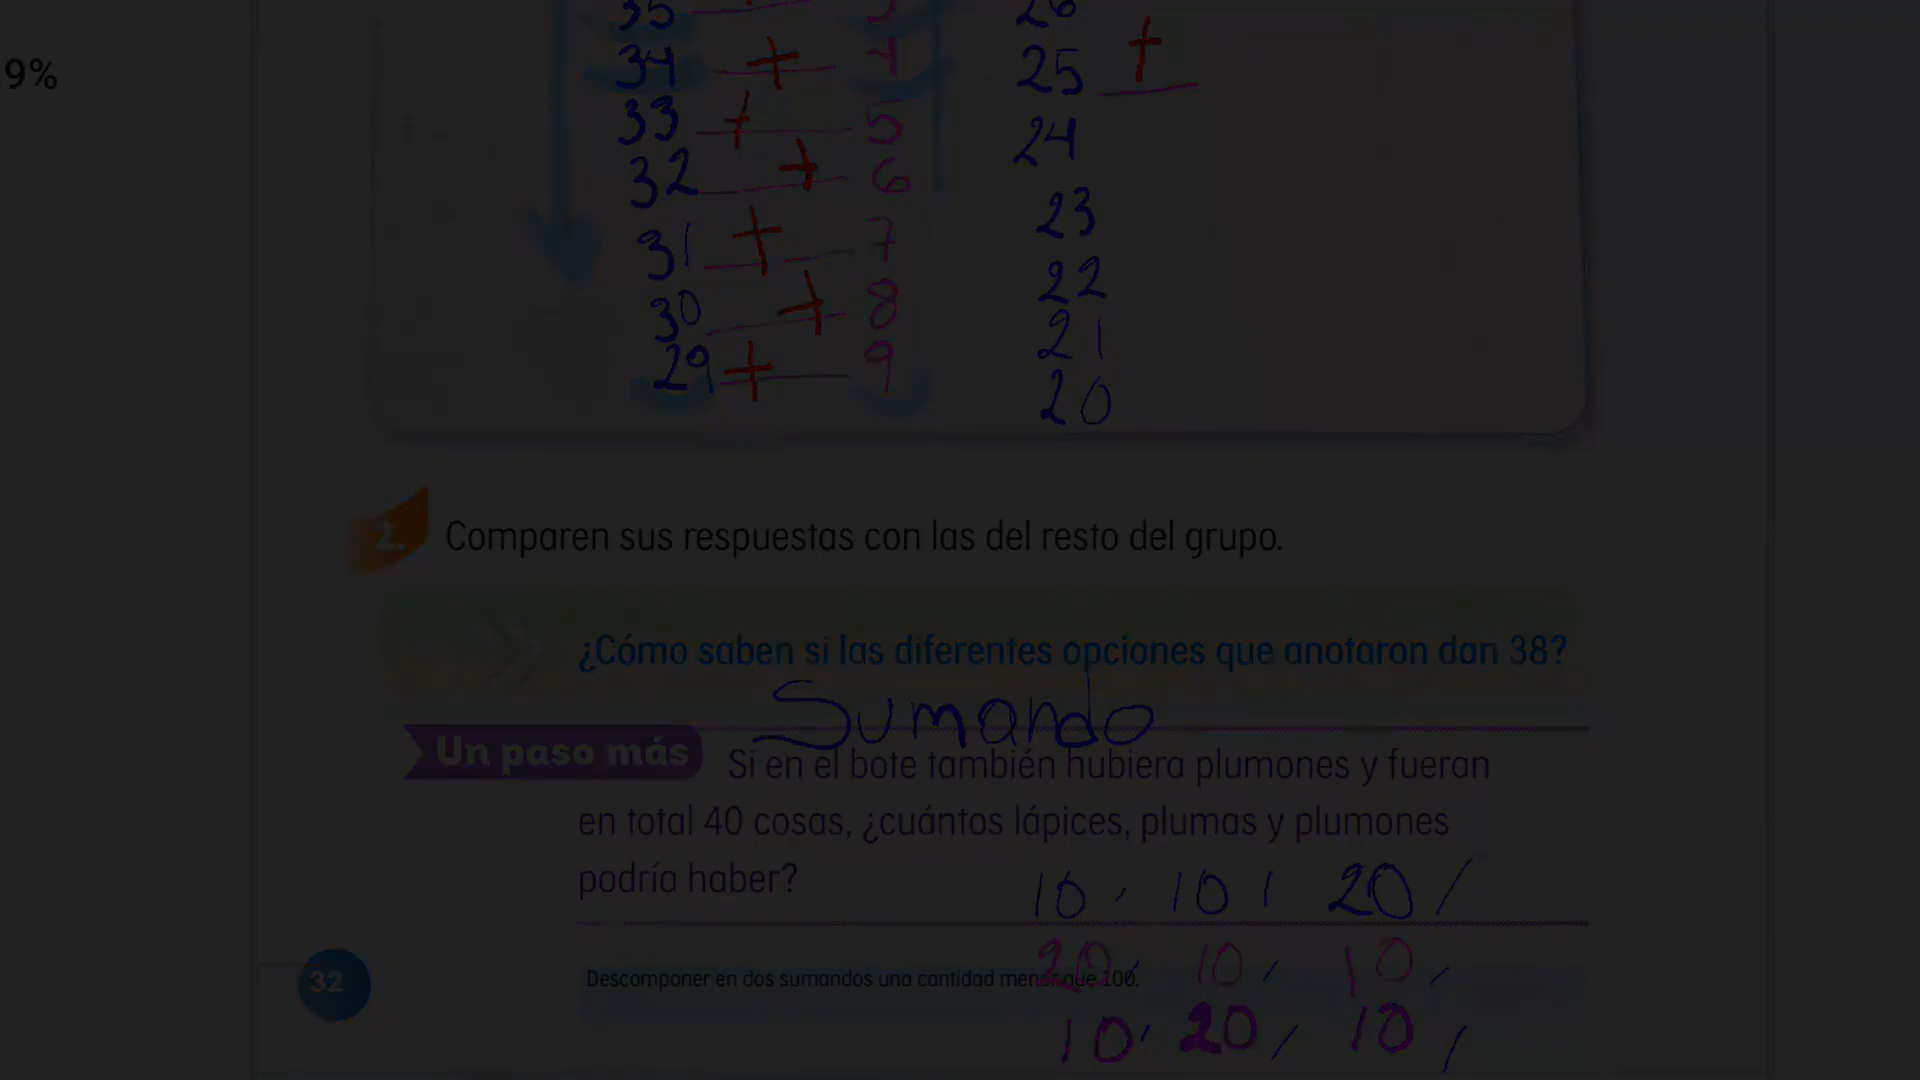 9%
35 + 3 26
34 + 4 25 +
33 + 5 24
32 + 6 23
31 + 7 22
30 + 8 21
29 + 9 20
2. Comparen sus respuestas con las del resto del grupo.
¿Cómo saben si las diferentes opciones que anotaron dan 38?
Sumando
Un paso más Si en el bote también hubiera plumones y fueran
en total 40 cosas, ¿cuántos lápices, plumas y plumones
podría haber?
10, 10, 20/
20, 10, 10,
32 Descomponer en dos sumandos una cantidad menor que 100.
10, 20, 10,